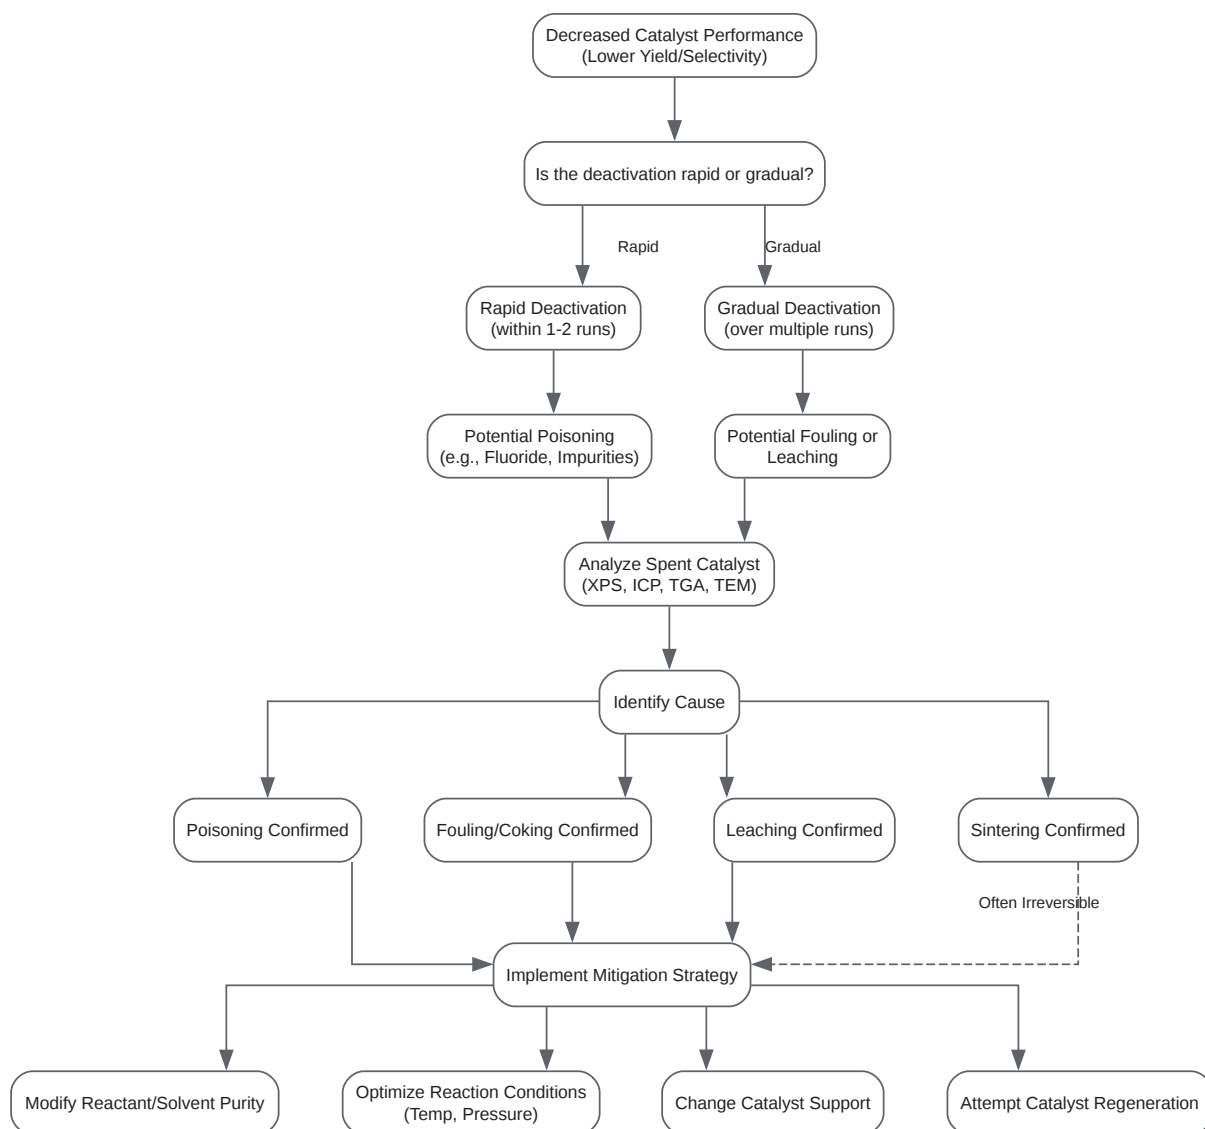 Decreased Catalyst Performance
(Lower Yield/Selectivity)
Is the deactivation rapid or gradual?
Rapid
Gradual
Rapid Deactivation
(within 1-2 runs)
Gradual Deactivation
(over multiple runs)
Potential Poisoning
(e.g., Fluoride, Impurities)
Potential Fouling or
Leaching
Analyze Spent Catalyst
(XPS, ICP, TGA, TEM)
Identify Cause
Poisoning Confirmed
Fouling/Coking Confirmed
Leaching Confirmed
Sintering Confirmed
Often Irreversible
Implement Mitigation Strategy
Modify Reactant/Solvent Purity
Optimize Reaction Conditions
(Temp, Pressure)
Change Catalyst Support
Attempt Catalyst Regeneration